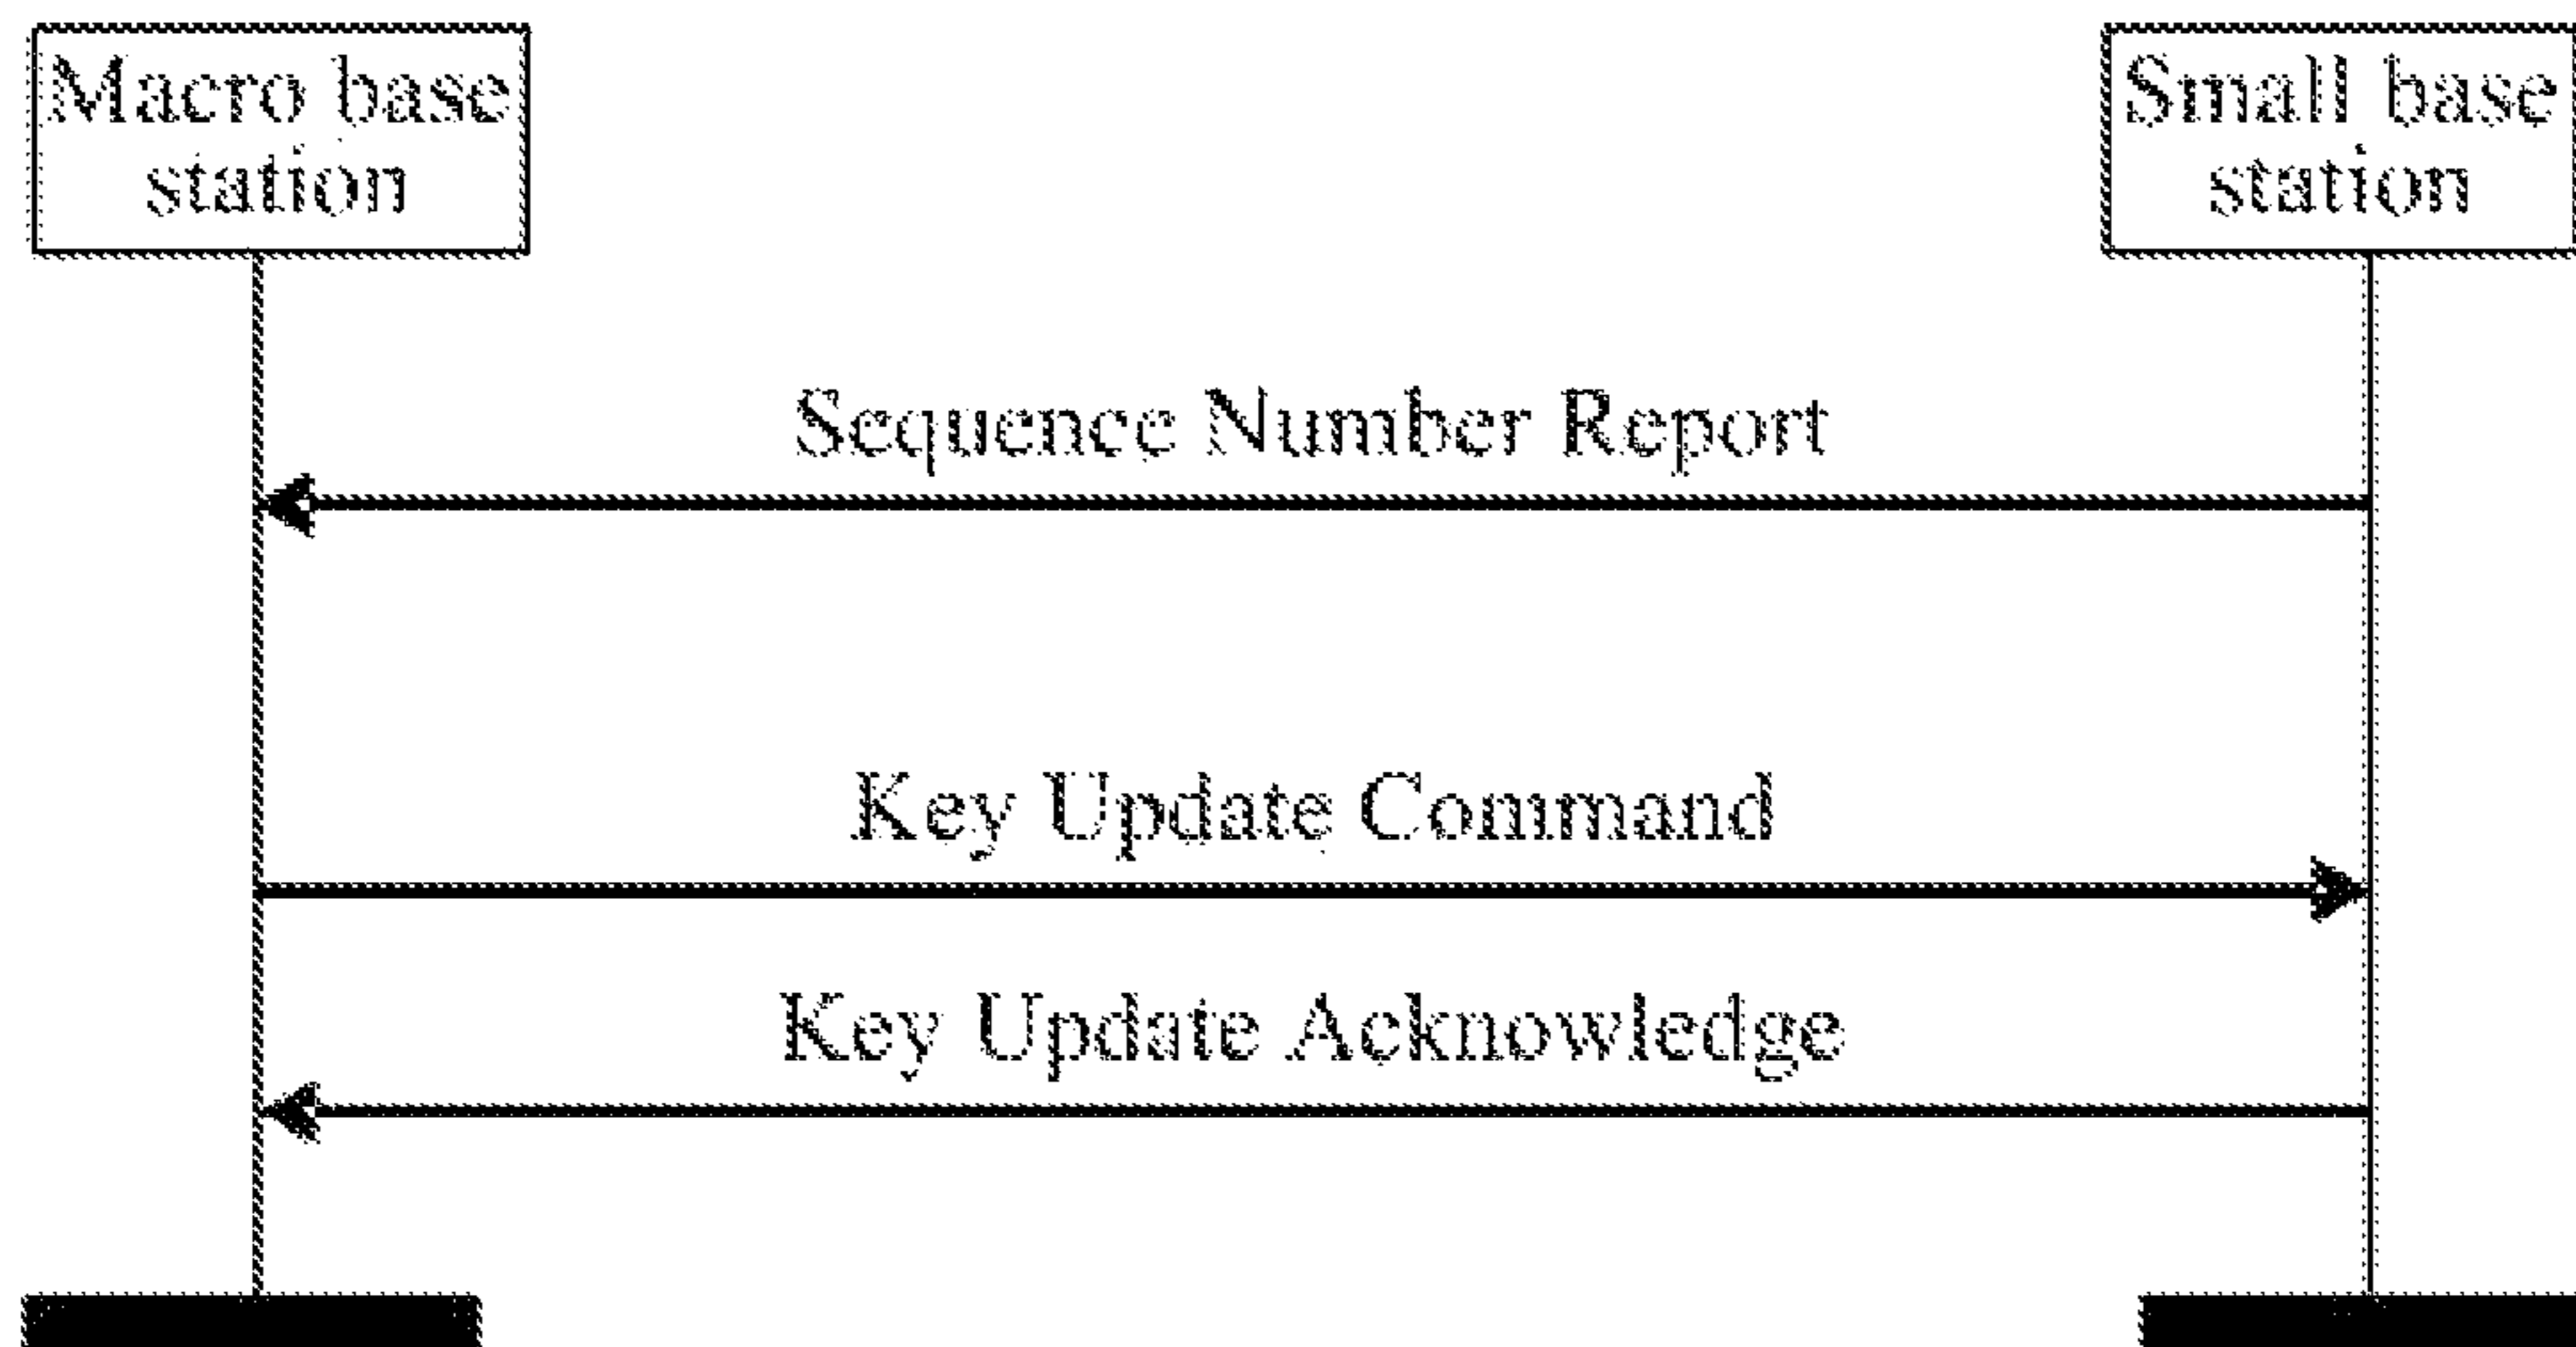 Macro base
station
Small base
station
Sequence Number Report
Key Update Command
Key Update Acknowledge